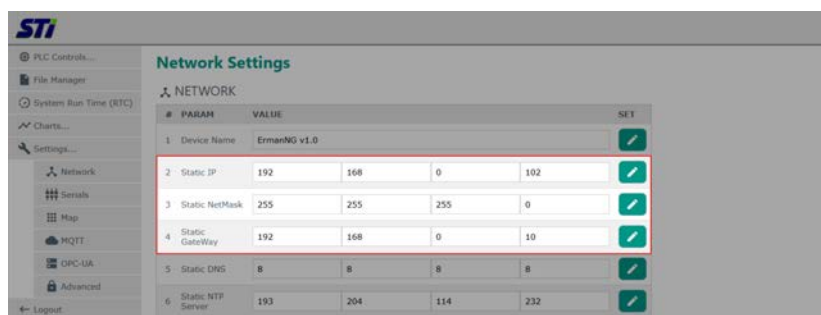 STi
PLC Controls...
File Manager
System Run Time (RTC)
Charts...
Settings...
Network
Serials
Map
MQTT
OPC-UA
Advanced
Logout
Network Settings
NETWORK
# PARAM VALUE SET
1 Device Name ErmanNG v1.0
2 Static IP 192 168 0 102
3 Static NetMask 255 255 255 0
4 Static GateWay 192 168 0 10
5 Static DNS 8 8 8 8
6 Static NTP Server 193 204 114 232